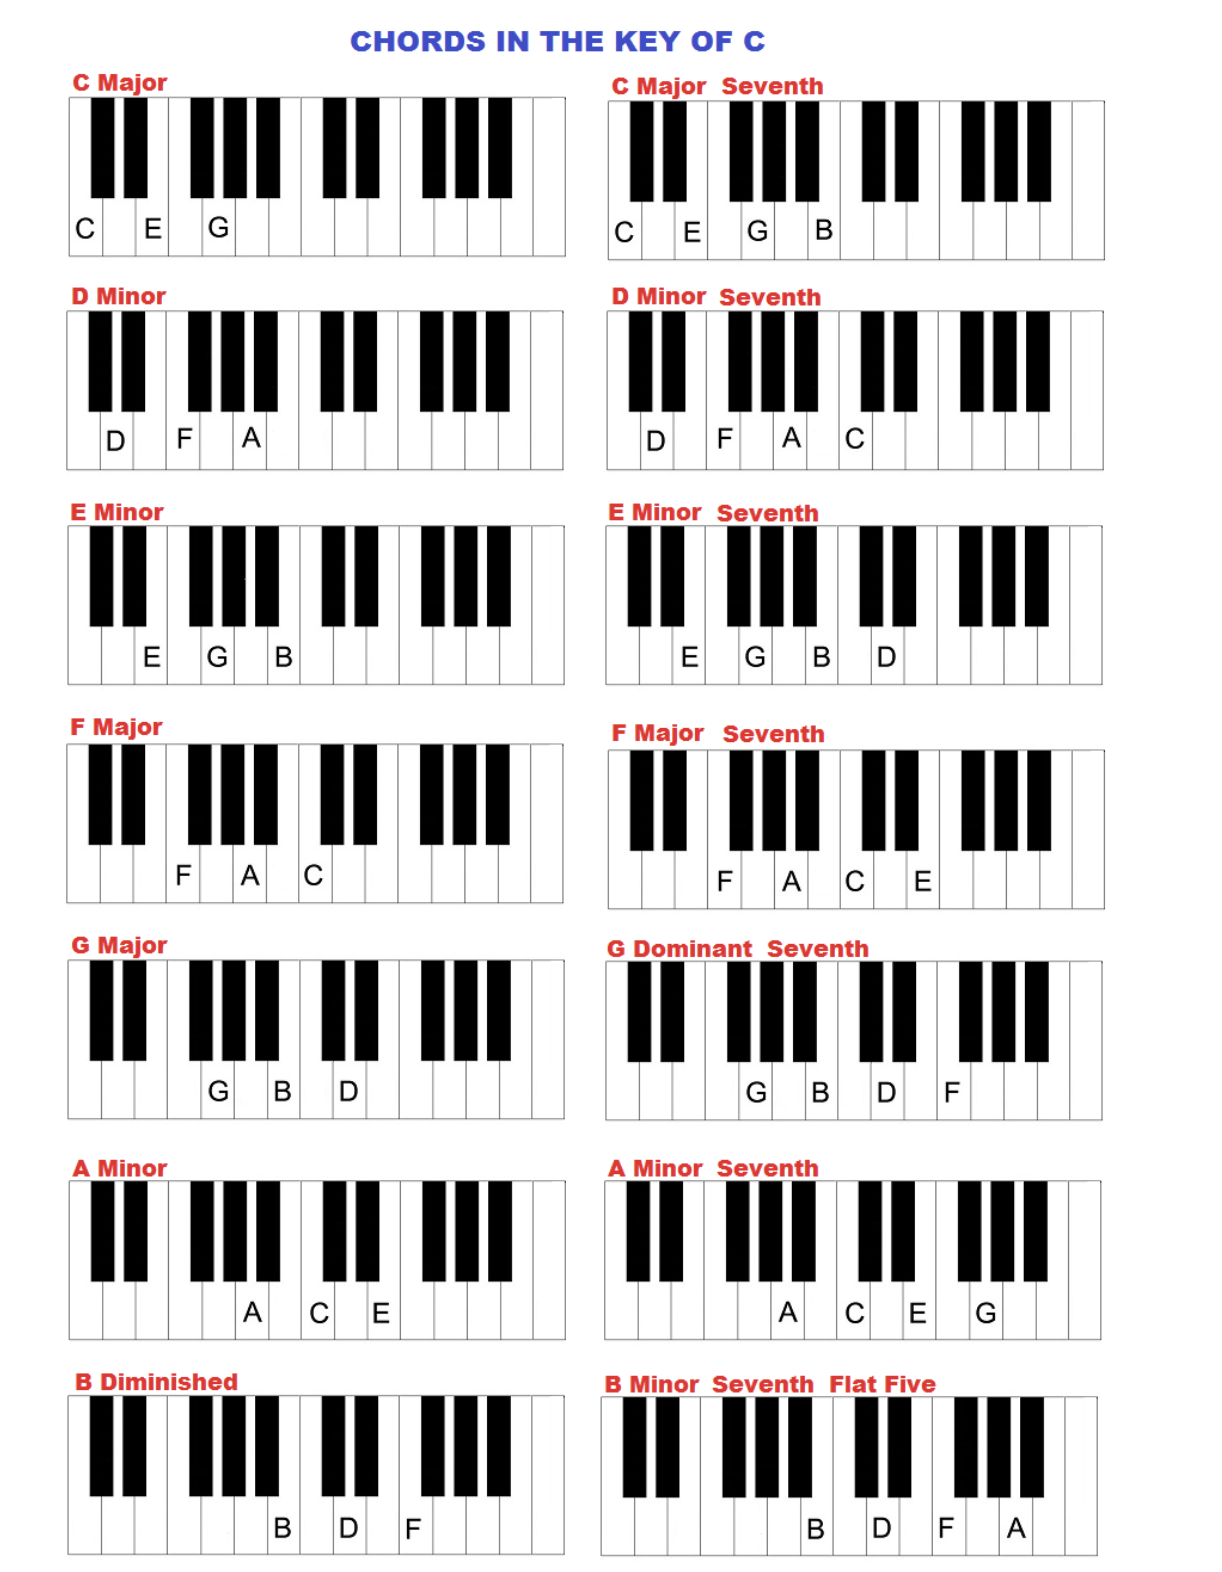 CHORDS IN THE KEY OF C
C Major
C E G
C Major Seventh
C E G B
D Minor
D F A
D Minor Seventh
D F A C
E Minor
E G B
E Minor Seventh
E G B D
F Major
F A C
F Major Seventh
F A C E
G Major
G B D
G Dominant Seventh
G B D F
A Minor
A C E
A Minor Seventh
A C E G
B Diminished
B D F
B Minor Seventh Flat Five
B D F A